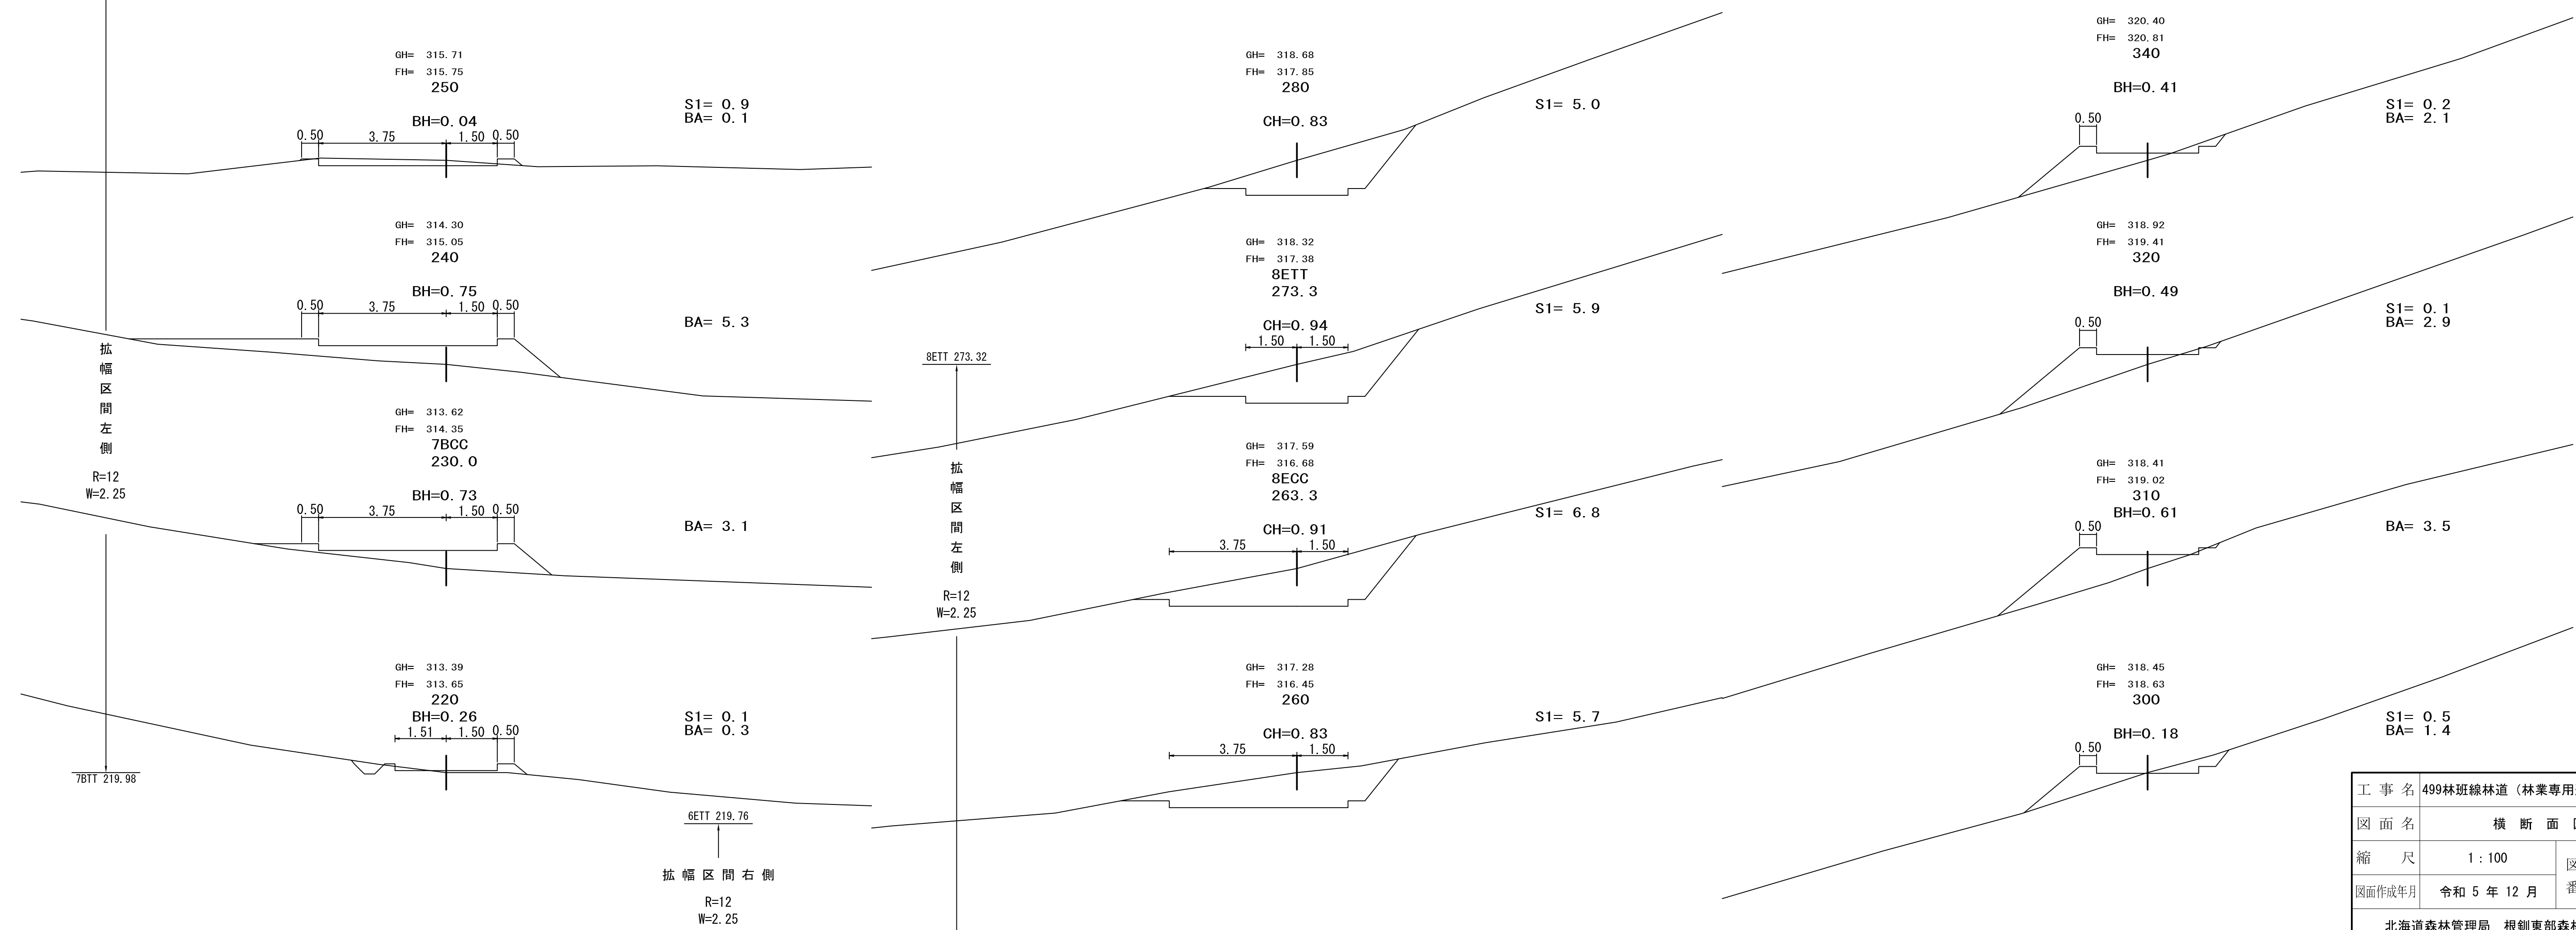 GH= 315.71
FH= 315.75
250
BH=0.04
0.50 3.75 1.50 0.50
S1= 0.9
BA= 0.1
GH= 314.30
FH= 315.05
240
BH=0.75
0.50 3.75 1.50 0.50
BA= 5.3
拡幅区間左側
R=12
W=2.25
GH= 313.62
FH= 314.35
7BCC
230.0
BH=0.73
0.50 3.75 1.50 0.50
BA= 3.1
GH= 313.39
FH= 313.65
220
BH=0.26
1.51 1.50 0.50
S1= 0.1
BA= 0.3
7BTT 219.98
6ETT 219.76
拡幅区間右側
R=12
W=2.25
GH= 318.68
FH= 317.85
280
CH=0.83
S1= 5.0
GH= 318.32
FH= 317.38
8ETT
273.3
CH=0.94
1.50 1.50
S1= 5.9
8ETT 273.32
拡幅区間左側
R=12
W=2.25
GH= 317.59
FH= 316.68
8ECC
263.3
CH=0.91
3.75 1.50
S1= 6.8
GH= 317.28
FH= 316.45
260
CH=0.83
3.75 1.50
S1= 5.7
GH= 320.40
FH= 320.81
340
BH=0.41
0.50
S1= 0.2
BA= 2.1
GH= 318.92
FH= 319.41
320
BH=0.49
0.50
S1= 0.1
BA= 2.9
GH= 318.41
FH= 319.02
310
BH=0.61
0.50
BA= 3.5
GH= 318.45
FH= 318.63
300
BH=0.18
0.50
S1= 0.5
BA= 1.4
工事名 499林班線林道（林業専用
図面名 横断面
縮尺 1：100
図面作成年月 令和 5 年 12 月
北海道森林管理局 根釧東部森林